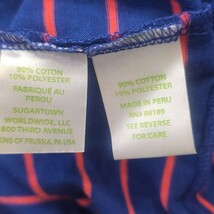 90% COTTON
10% POLYESTER
FABRIQUÉ AU
PEROU
SUGARTOWN
WORLDWIDE, LLC
800 THIRD AVENUE
KING OF PRUSSIA, PA USA
90% COTTON
10% POLYESTER
MADE IN PERU
RN# 88189
SEE REVERSE
FOR CARE